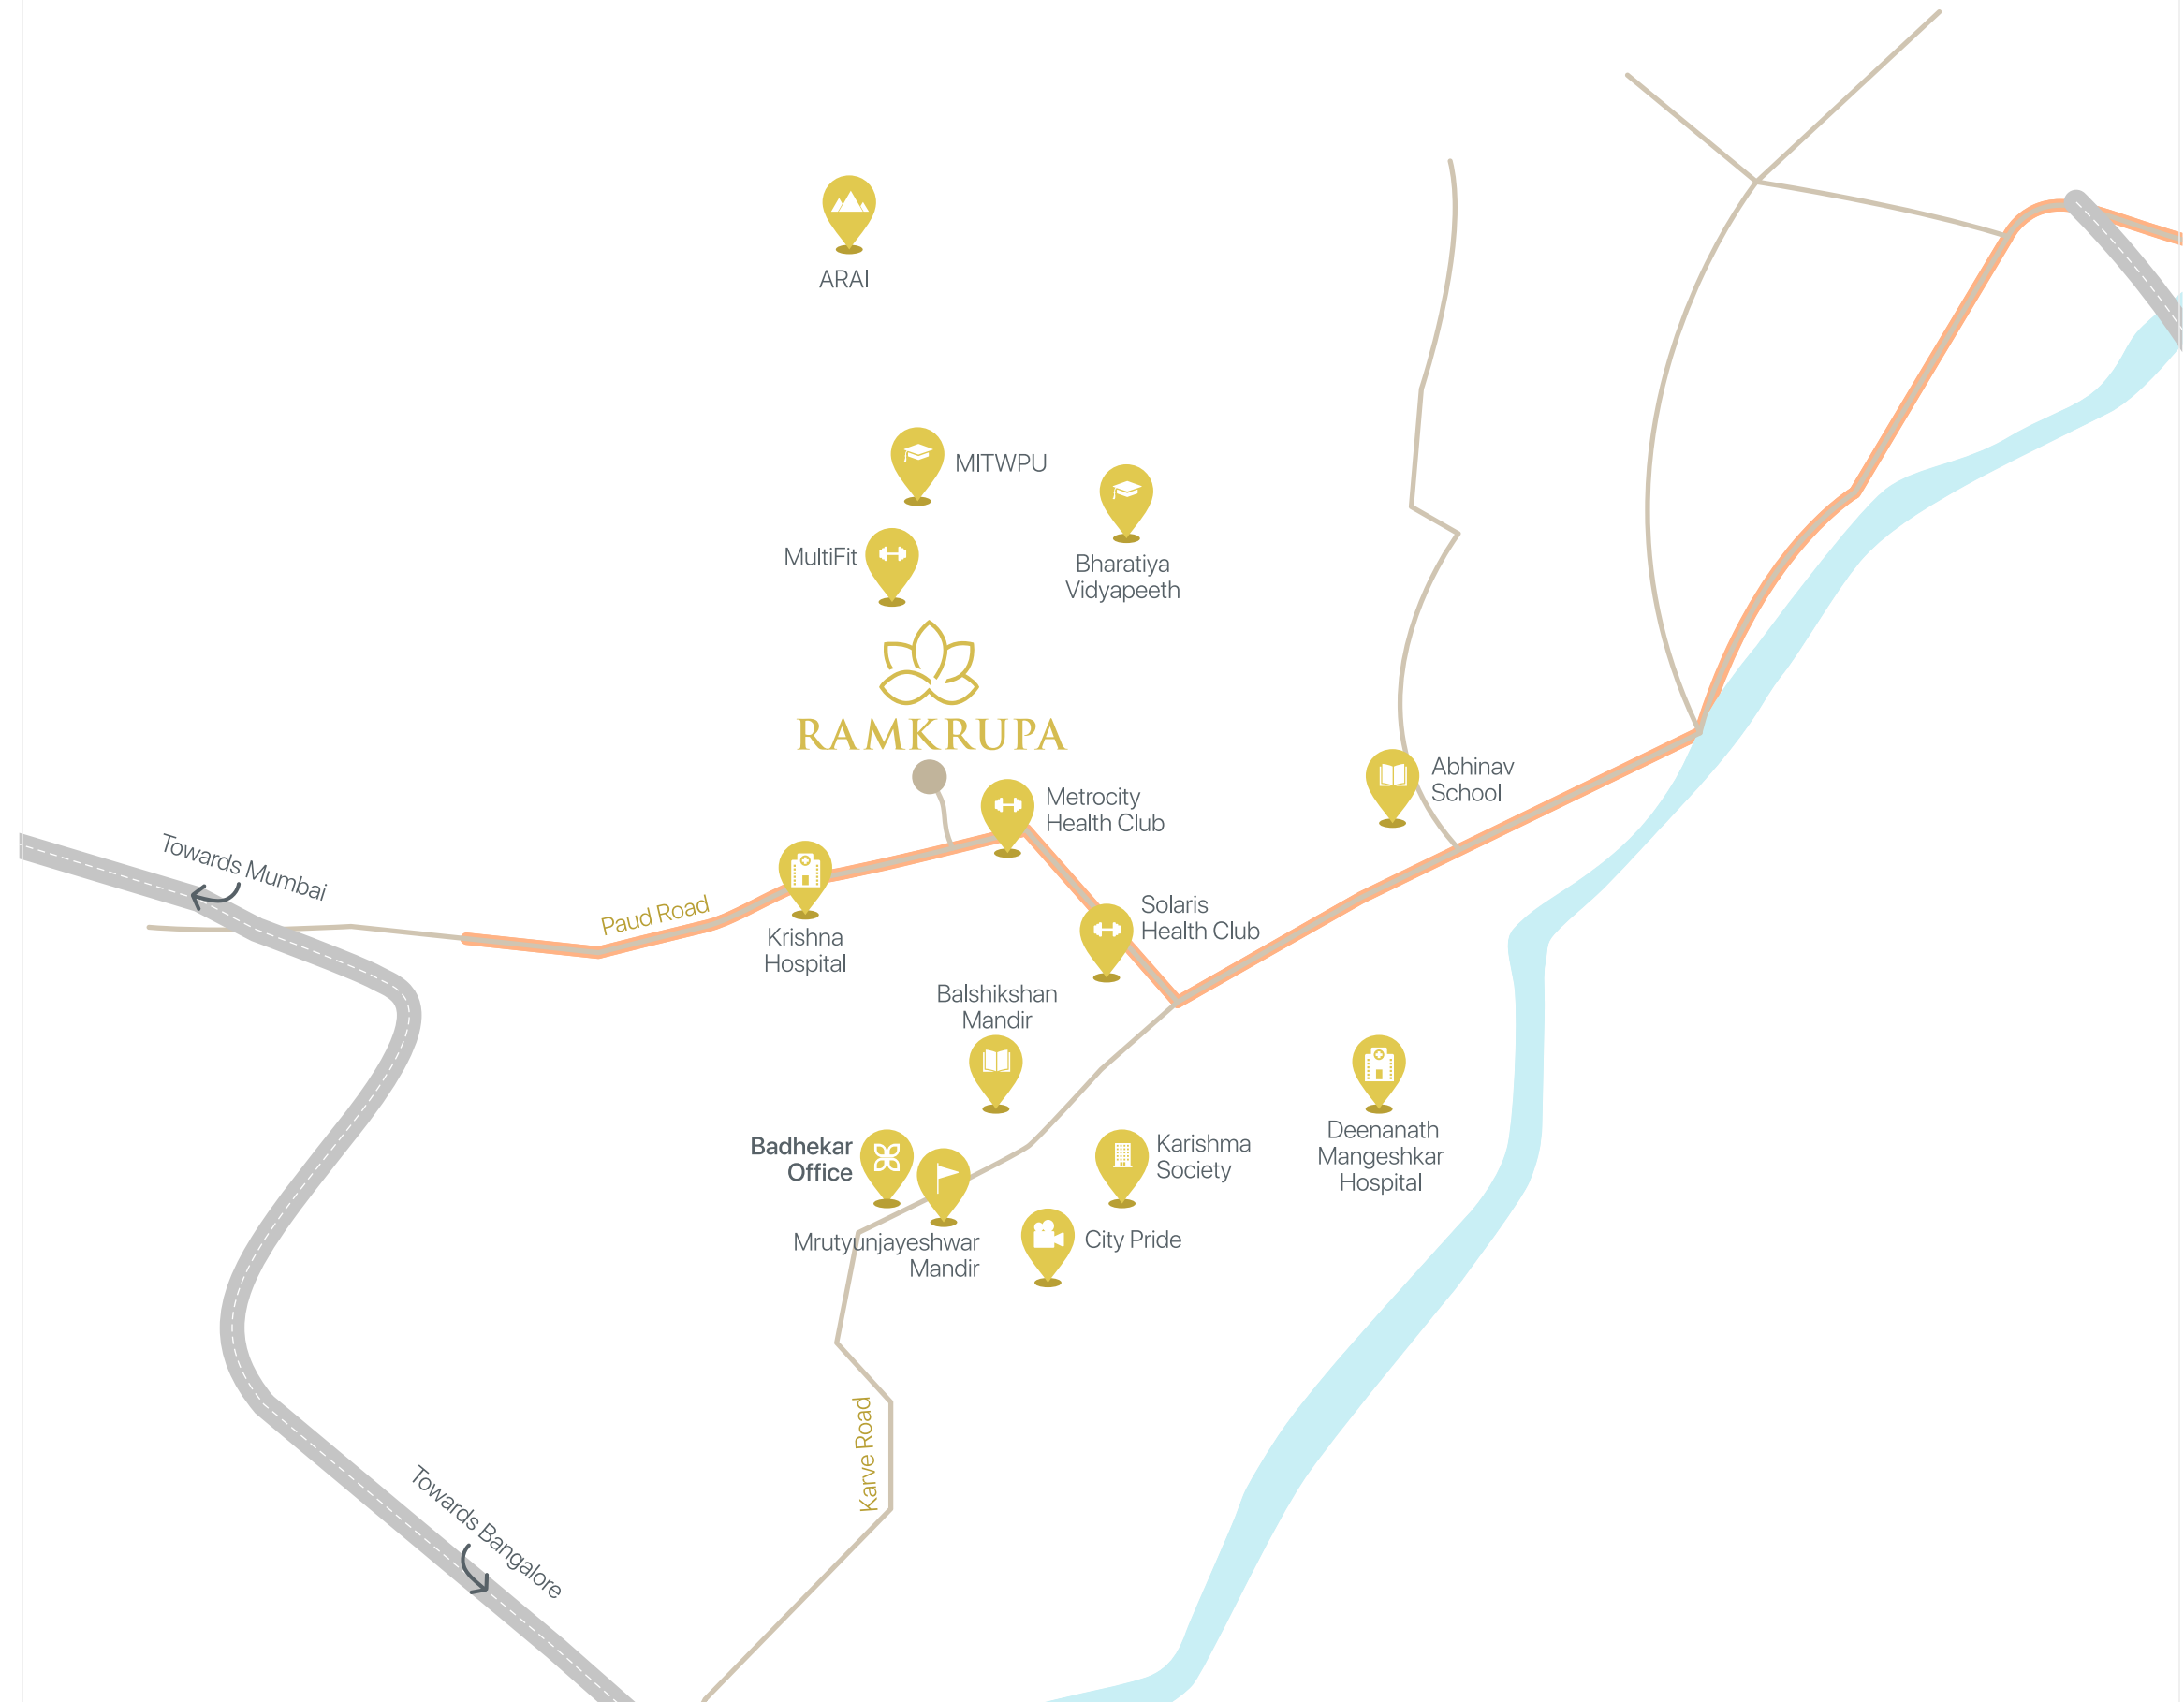 ARAI
MITWPU
MultiFit
Bharatiya
Vidyapeeth
RAMKRUPA
Abhinav
School
Metrocity
Health Club
Towards Mumbai
Paud Road
Krishna
Hospital
Solaris
Health Club
Balshikshan
Mandir
Badhekar
Office
Karishma
Society
Deenanath
Mangeshkar
Hospital
Mrutyunjayeshwar
Mandir
City Pride
Karve Road
Towards Bangalore